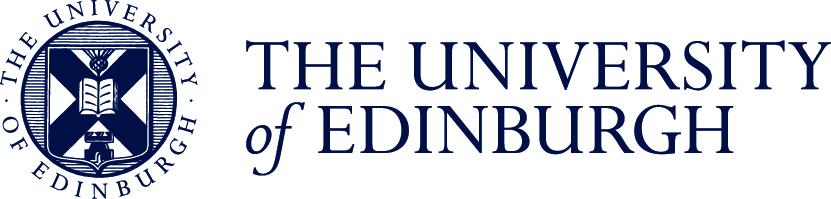 THE UNIVERSITY
· OF EDINBURGH ·
THE UNIVERSITY
of EDINBURGH